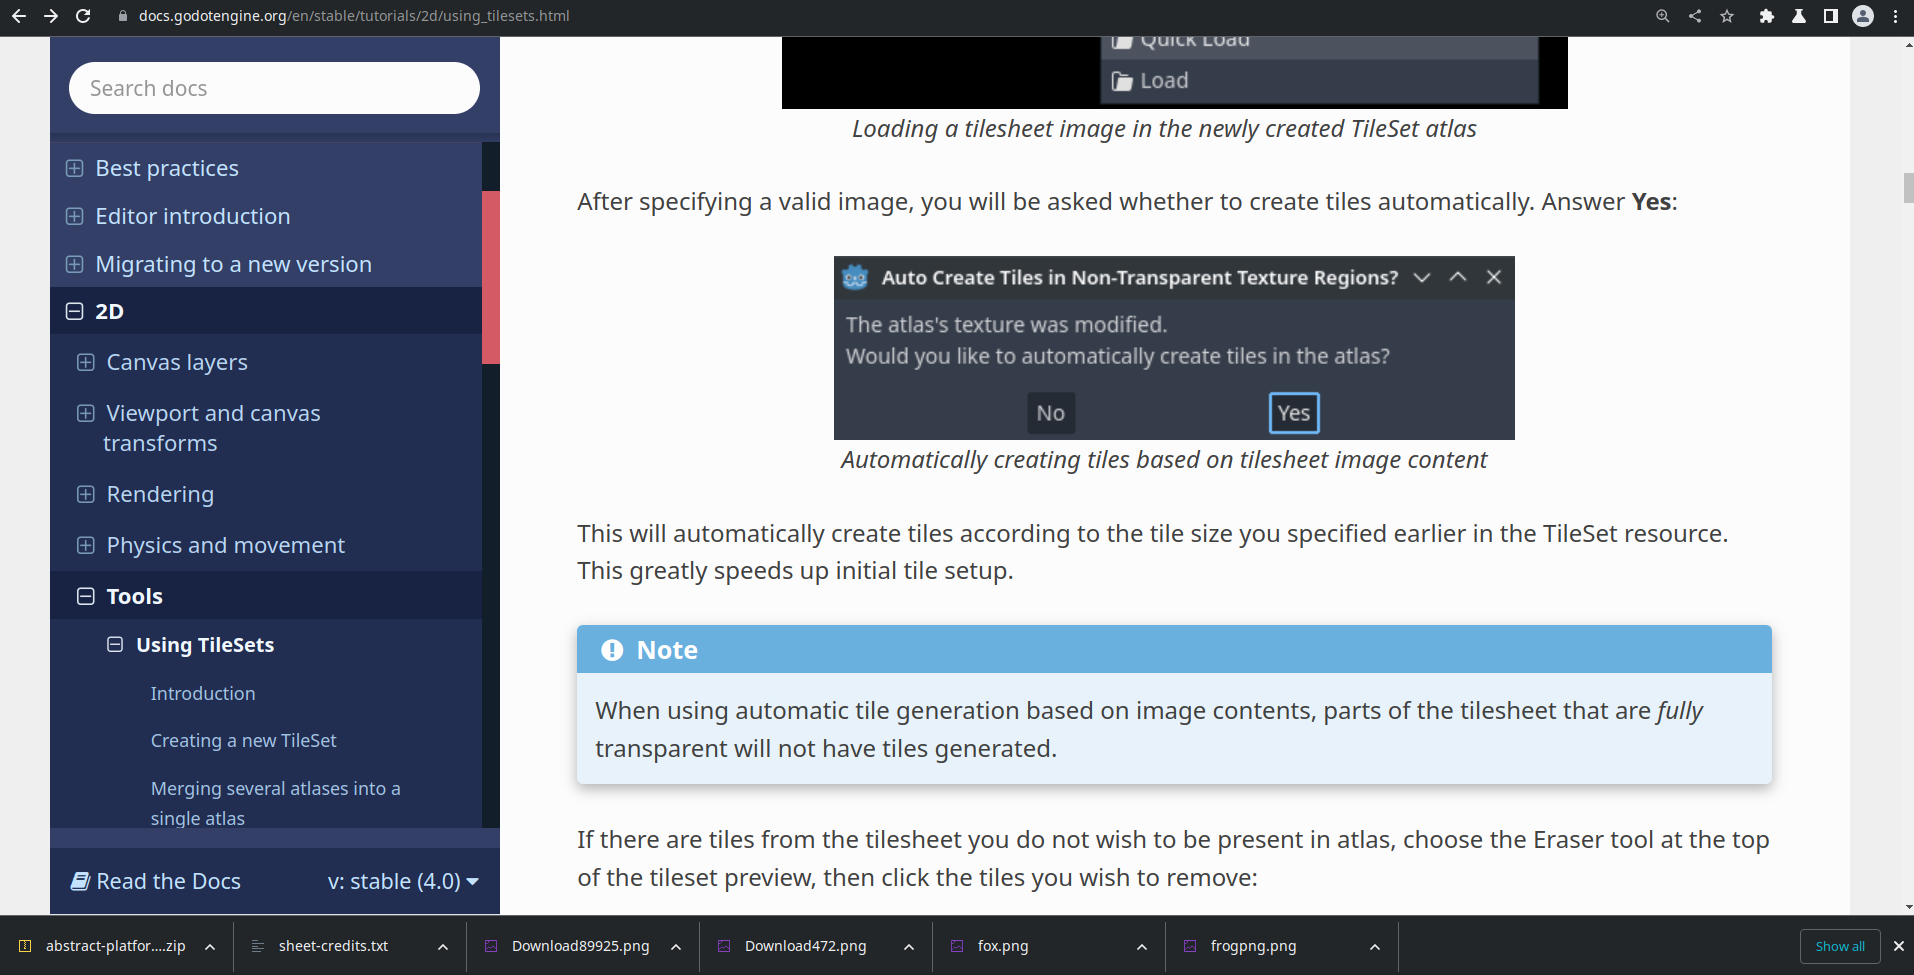 docs.godotengine.org/en/stable/tutorials/2d/using_tilesets.html
Search docs
Best practices
Editor introduction
Migrating to a new version
2D
Canvas layers
Viewport and canvas
transforms
Rendering
Physics and movement
Tools
Using TileSets
Introduction
Creating a new TileSet
Merging several atlases into a
single atlas
Read the Docs
v: stable (4.0)
Quick Load
Load
Loading a tilesheet image in the newly created TileSet atlas
After specifying a valid image, you will be asked whether to create tiles automatically. Answer Yes:
Auto Create Tiles in Non-Transparent Texture Regions?
The atlas's texture was modified.
Would you like to automatically create tiles in the atlas?
No
Yes
Automatically creating tiles based on tilesheet image content
This will automatically create tiles according to the tile size you specified earlier in the TileSet resource.
This greatly speeds up initial tile setup.
Note
When using automatic tile generation based on image contents, parts of the tilesheet that are fully
transparent will not have tiles generated.
If there are tiles from the tilesheet you do not wish to be present in atlas, choose the Eraser tool at the top
of the tileset preview, then click the tiles you wish to remove:
abstract-platfor....zip
sheet-credits.txt
Download89925.png
Download472.png
fox.png
frogpng.png
Show all